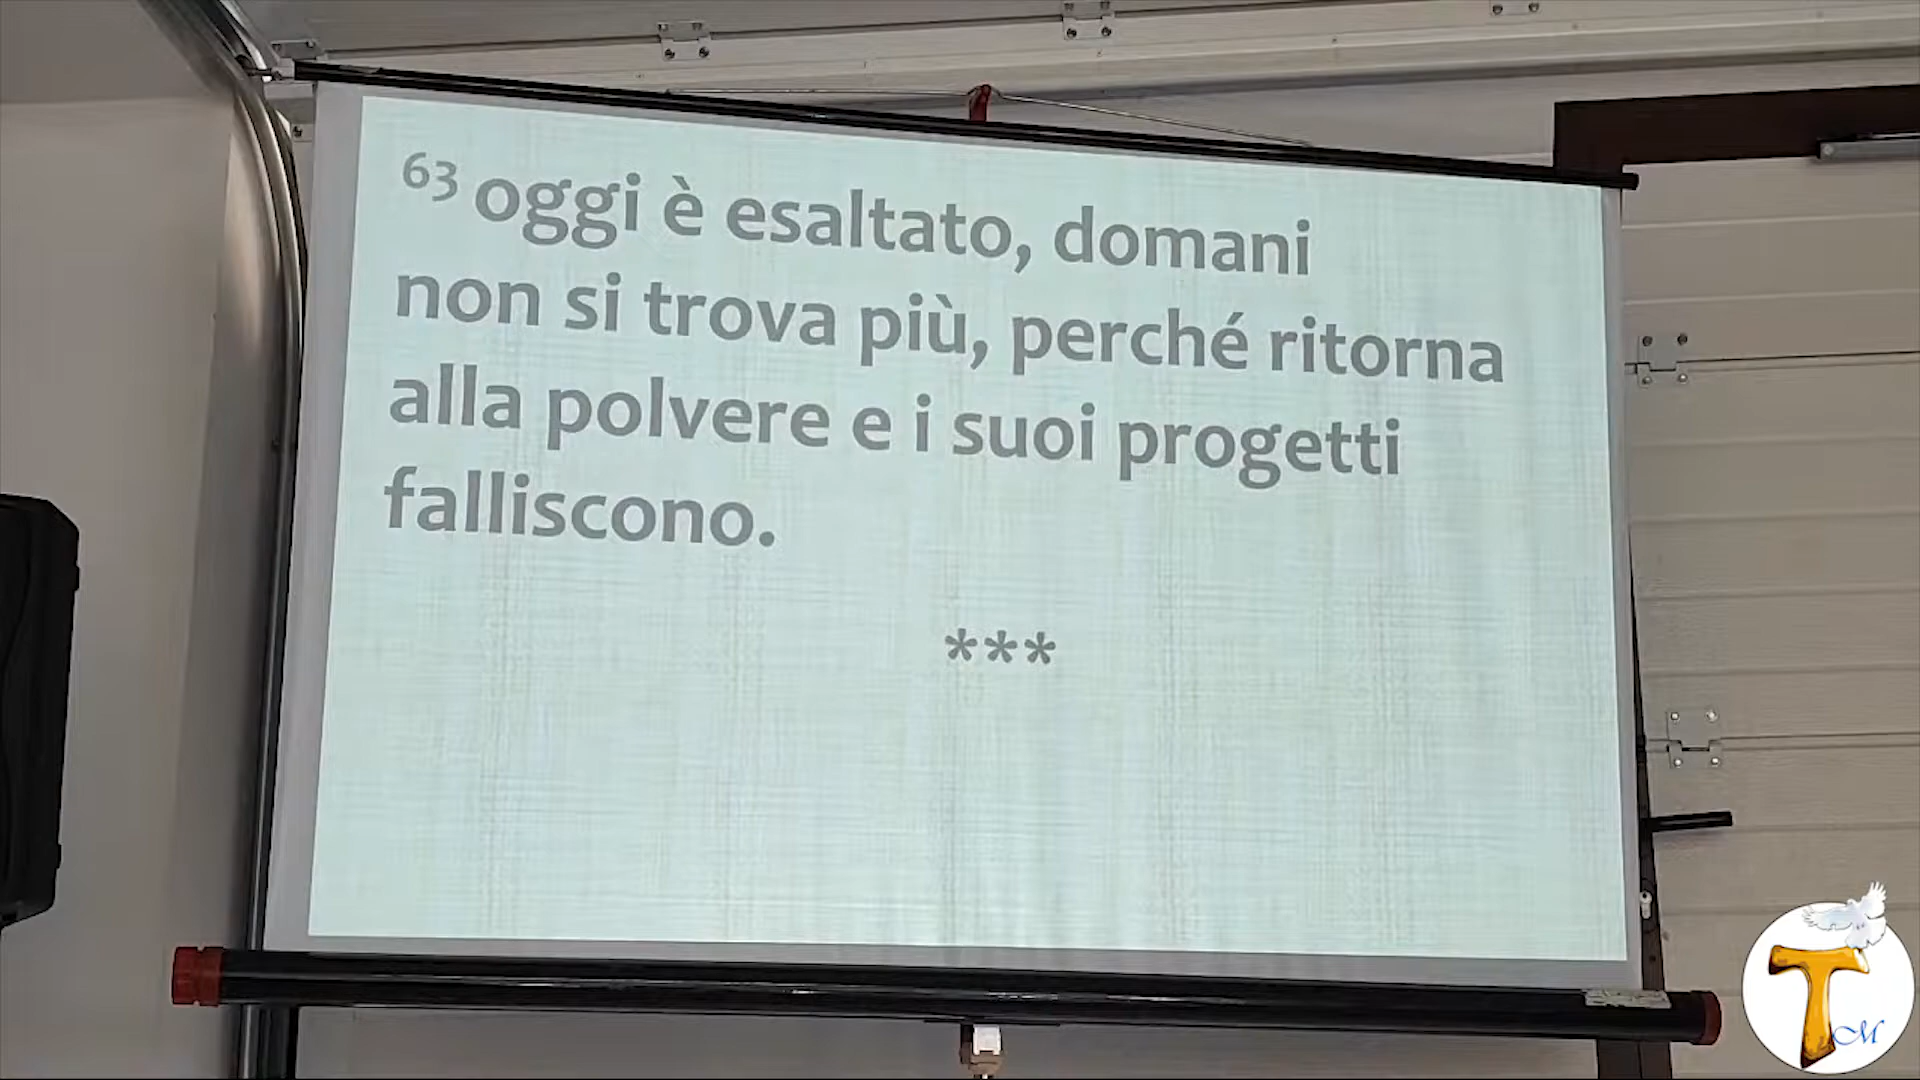 63 oggi è esaltato, domani
non si trova più, perché ritorna
alla polvere e i suoi progetti
falliscono.
***
T M